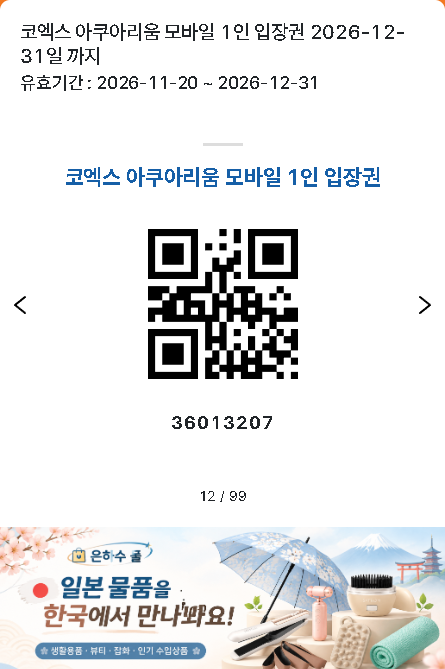 코엑스 아쿠아리움 모바일 1인 입장권 2026-12-
31일 까지
유효기간 : 2026-11-20 ~ 2026-12-31
코엑스 아쿠아리움 모바일 1인 입장권
36013207
12 / 99
은하수 몰
일본 물품을
한국에서 만나봐요!
생활용품 · 뷰티 · 잡화 · 인기 수입상품